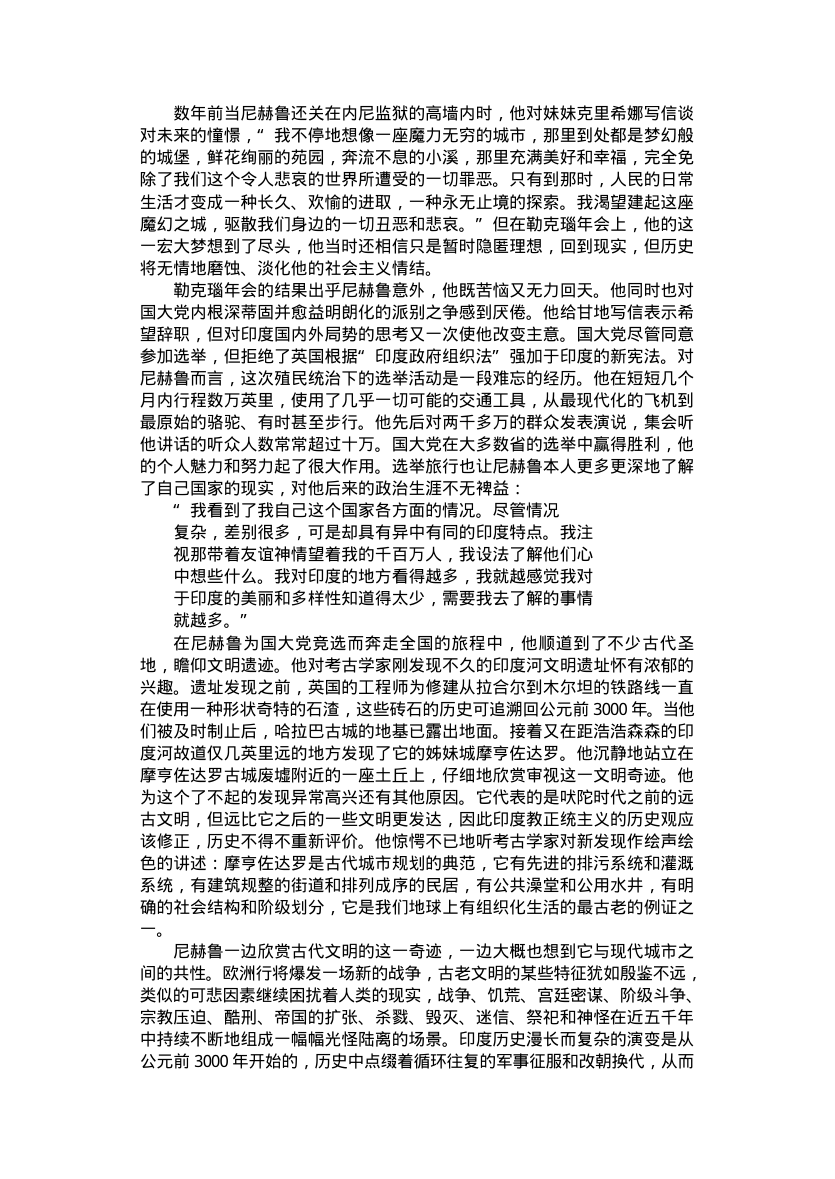 数年前当尼赫鲁还关在内尼监狱的高墙内时，他对妹妹克里希娜写信谈
对未来的憧憬，“ 我不停地想像一座魔力无穷的城市，那里到处都是梦幻般
的城堡，鲜花绚丽的苑园，奔流不息的小溪，那里充满美好和幸福，完全免
除了我们这个令人悲哀的世界所遭受的一切罪恶。只有到那时，人民的日常
生活才变成一种长久、欢愉的进取，一种永无止境的探索。我渴望建起这座
魔幻之城，驱散我们身边的一切丑恶和悲哀。” 但在勒克瑙年会上，他的这
一宏大梦想到了尽头，他当时还相信只是暂时隐匿理想，回到现实，但历史
将无情地磨蚀、淡化他的社会主义情结。
勒克瑙年会的结果出乎尼赫鲁意外，他既苦恼又无力回天。他同时也对
国大党内根深蒂固并愈益明朗化的派别之争感到厌倦。他给甘地写信表示希
望辞职，但对印度国内外局势的思考又一次使他改变主意。国大党尽管同意
参加选举，但拒绝了英国根据“ 印度政府组织法” 强加于印度的新宪法。对
尼赫鲁而言，这次殖民统治下的选举活动是一段难忘的经历。他在短短几个
月内行程数万英里，使用了几乎一切可能的交通工具，从最现代化的飞机到
最原始的骆驼、有时甚至步行。他先后对两千多万的群众发表演说，集会听
他讲话的听众人数常常超过十万。国大党在大多数省的选举中赢得胜利，他
的个人魅力和努力起了很大作用。选举旅行也让尼赫鲁本人更多更深地了解
了自己国家的现实，对他后来的政治生涯不无裨益：
“ 我看到了我自己这个国家各方面的情况。尽管情况
复杂，差别很多，可是却具有异中有同的印度特点。我注
视那带着友谊神情望着我的千百万人，我设法了解他们心
中想些什么。我对印度的地方看得越多，我就越感觉我对
于印度的美丽和多样性知道得太少，需要我去了解的事情
就越多。”
在尼赫鲁为国大党竞选而奔走全国的旅程中，他顺道到了不少古代圣
地，瞻仰文明遗迹。他对考古学家刚发现不久的印度河文明遗址怀有浓郁的
兴趣。遗址发现之前，英国的工程师为修建从拉合尔到木尔坦的铁路线一直
在使用一种形状奇特的石渣，这些砖石的历史可追溯回公元前 3000 年。当他
们被及时制止后，哈拉巴古城的地基已露出地面。接着又在距浩浩森森的印
度河故道仅几英里远的地方发现了它的姊妹城摩亨佐达罗。他沉静地站立在
摩亨佐达罗古城废墟附近的一座土丘上，仔细地欣赏审视这一文明奇迹。他
为这个了不起的发现异常高兴还有其他原因。它代表的是吠陀时代之前的远
古文明，但远比它之后的一些文明更发达，因此印度教正统主义的历史观应
该修正，历史不得不重新评价。他惊愕不已地听考古学家对新发现作绘声绘
色的讲述：摩亨佐达罗是古代城市规划的典范，它有先进的排污系统和灌溉
系统，有建筑规整的街道和排列成序的民居，有公共澡堂和公用水井，有明
确的社会结构和阶级划分，它是我们地球上有组织化生活的最古老的例证之
一。
尼赫鲁一边欣赏古代文明的这一奇迹，一边大概也想到它与现代城市之
间的共性。欧洲行将爆发一场新的战争，古老文明的某些特征犹如殷鉴不远，
类似的可悲因素继续困扰着人类的现实，战争、饥荒、宫廷密谋、阶级斗争、
宗教压迫、酷刑、帝国的扩张、杀戮、毁灭、迷信、祭祀和神怪在近五千年
中持续不断地组成一幅幅光怪陆离的场景。印度历史漫长而复杂的演变是从
公元前 3000 年开始的，历史中点缀着循环往复的军事征服和改朝换代，从而